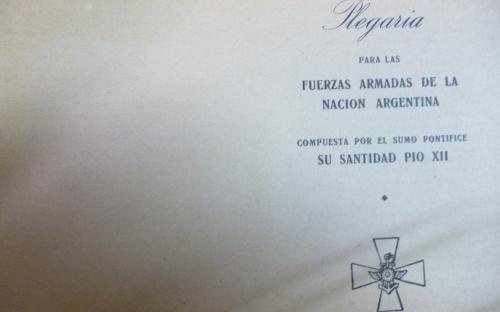 Plegaria
PARA LAS
FUERZAS ARMADAS DE LA
NACION ARGENTINA
COMPUESTA POR EL SUMO PONTIFICE
SU SANTIDAD PIO XII